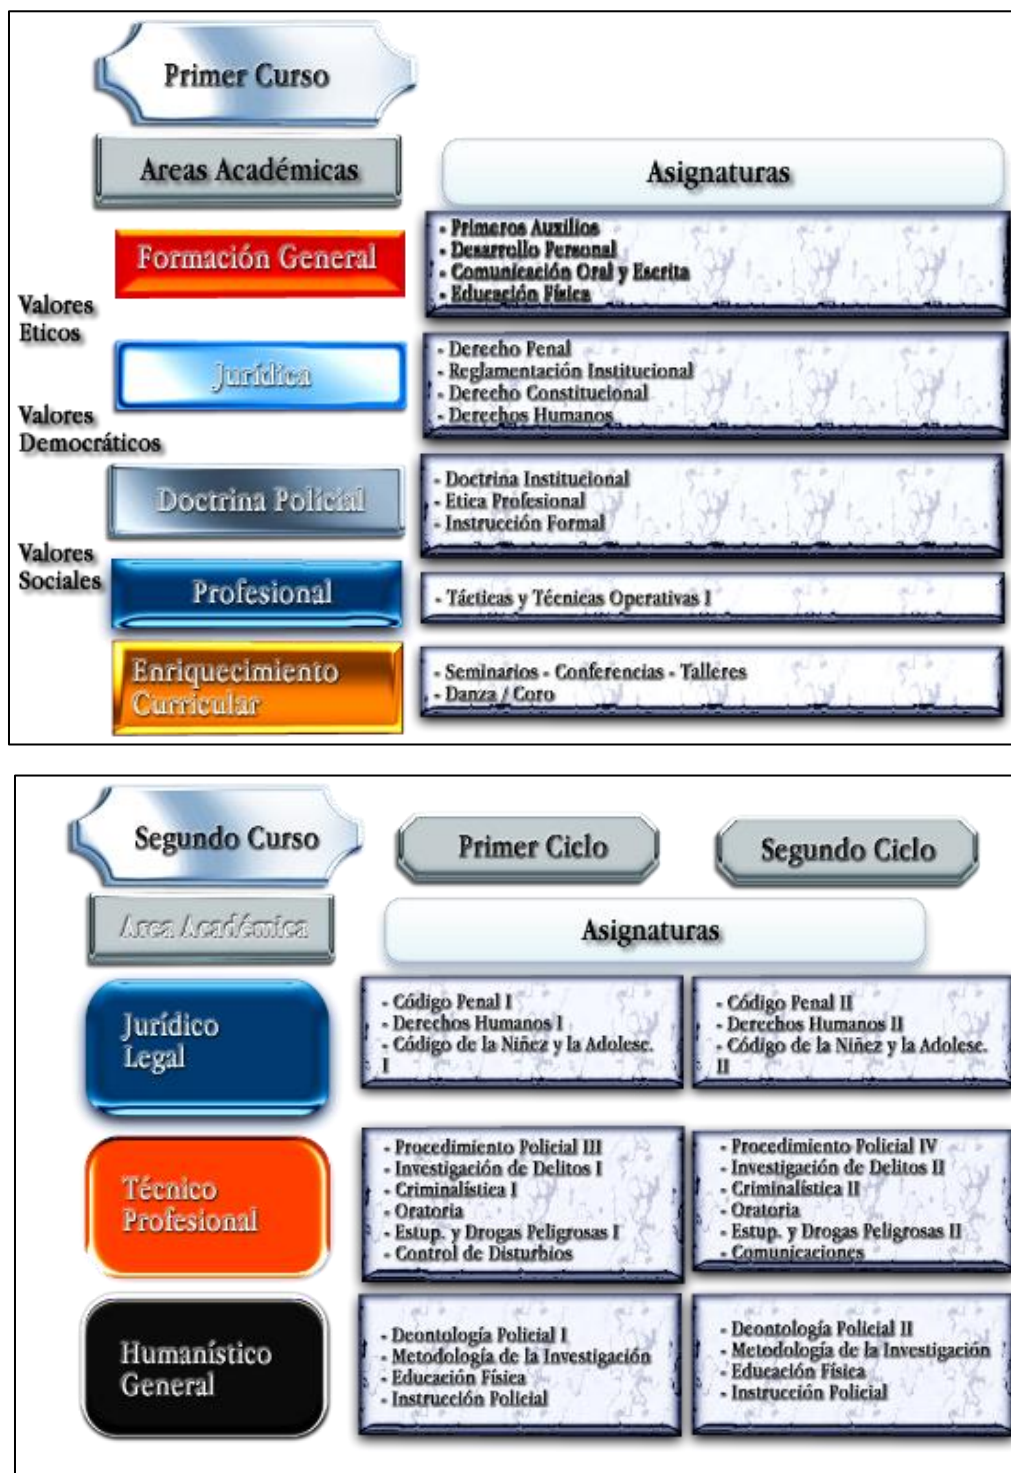 Primer Curso
Areas Académicas
Asignaturas
Formación General
- Primeros Auxilios
- Desarrollo Personal
- Comunicación Oral y Escrita
- Educación Física
Valores
Eticos
Jurídica
- Derecho Penal
- Reglamentación Institucional
- Derecho Constitucional
- Derechos Humanos
Valores
Democráticos
Doctrina Policial
- Doctrina Institucional
- Etica Profesional
- Instrucción Formal
Valores
Sociales
Profesional
- Tácticas y Técnicas Operativas I
Enriquecimiento
Curricular
- Seminarios - Conferencias - Talleres
- Danza / Coro
Segundo Curso
Primer Ciclo
Segundo Ciclo
Area Académica
Asignaturas
Jurídico
Legal
- Código Penal I
- Derechos Humanos I
- Código de la Niñez y la Adolesc.
I
- Código Penal II
- Derechos Humanos II
- Código de la Niñez y la Adolesc.
II
Técnico
Profesional
- Procedimiento Policial III
- Investigación de Delitos I
- Criminalística I
- Oratoria
- Estup. y Drogas Peligrosas I
- Control de Disturbios
- Procedimiento Policial IV
- Investigación de Delitos II
- Criminalística II
- Oratoria
- Estup. y Drogas Peligrosas II
- Comunicaciones
Humanístico
General
- Deontología Policial I
- Metodología de la Investigación
- Educación Física
- Instrucción Policial
- Deontología Policial II
- Metodología de la Investigación
- Educación Física
- Instrucción Policial